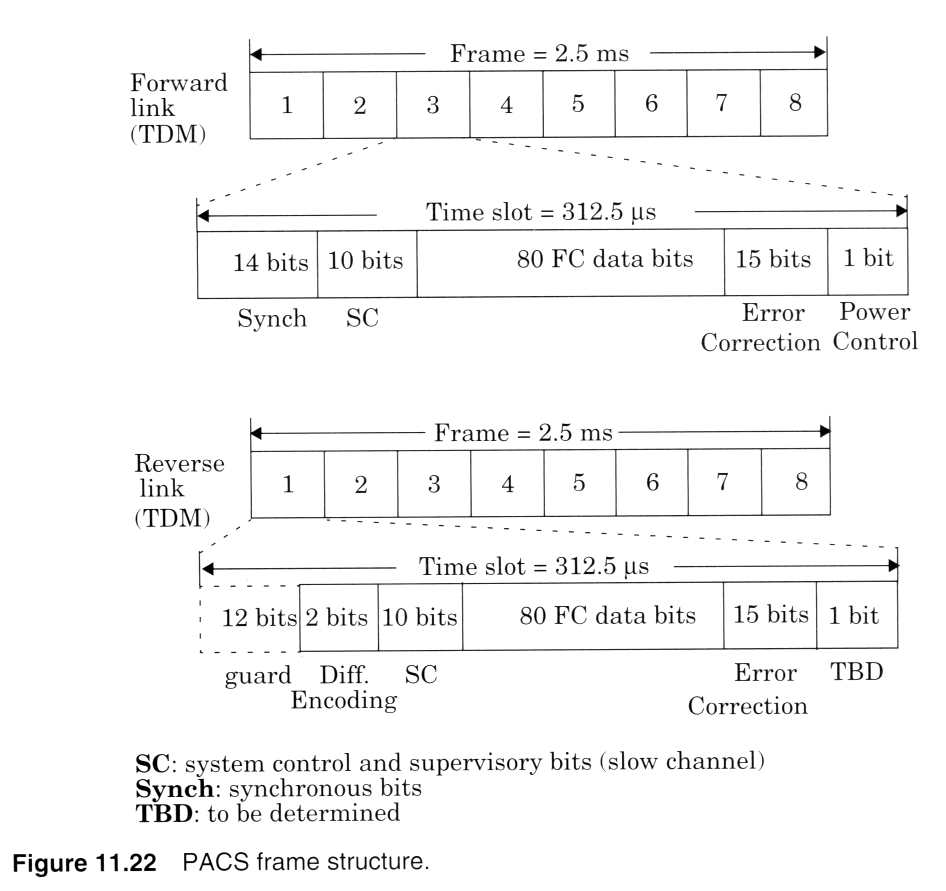 Frame = 2.5 ms
Forward
link
(TDM)
1 2 3 4 5 6 7 8
Time slot = 312.5 µs
14 bits 10 bits 80 FC data bits 15 bits 1 bit
Synch SC Error Power
Correction Control
Frame = 2.5 ms
Reverse
link
(TDM)
1 2 3 4 5 6 7 8
Time slot = 312.5 µs
12 bits 2 bits 10 bits 80 FC data bits 15 bits 1 bit
guard Diff. SC Error TBD
Encoding Correction
SC: system control and supervisory bits (slow channel)
Synch: synchronous bits
TBD: to be determined
Figure 11.22 PACS frame structure.